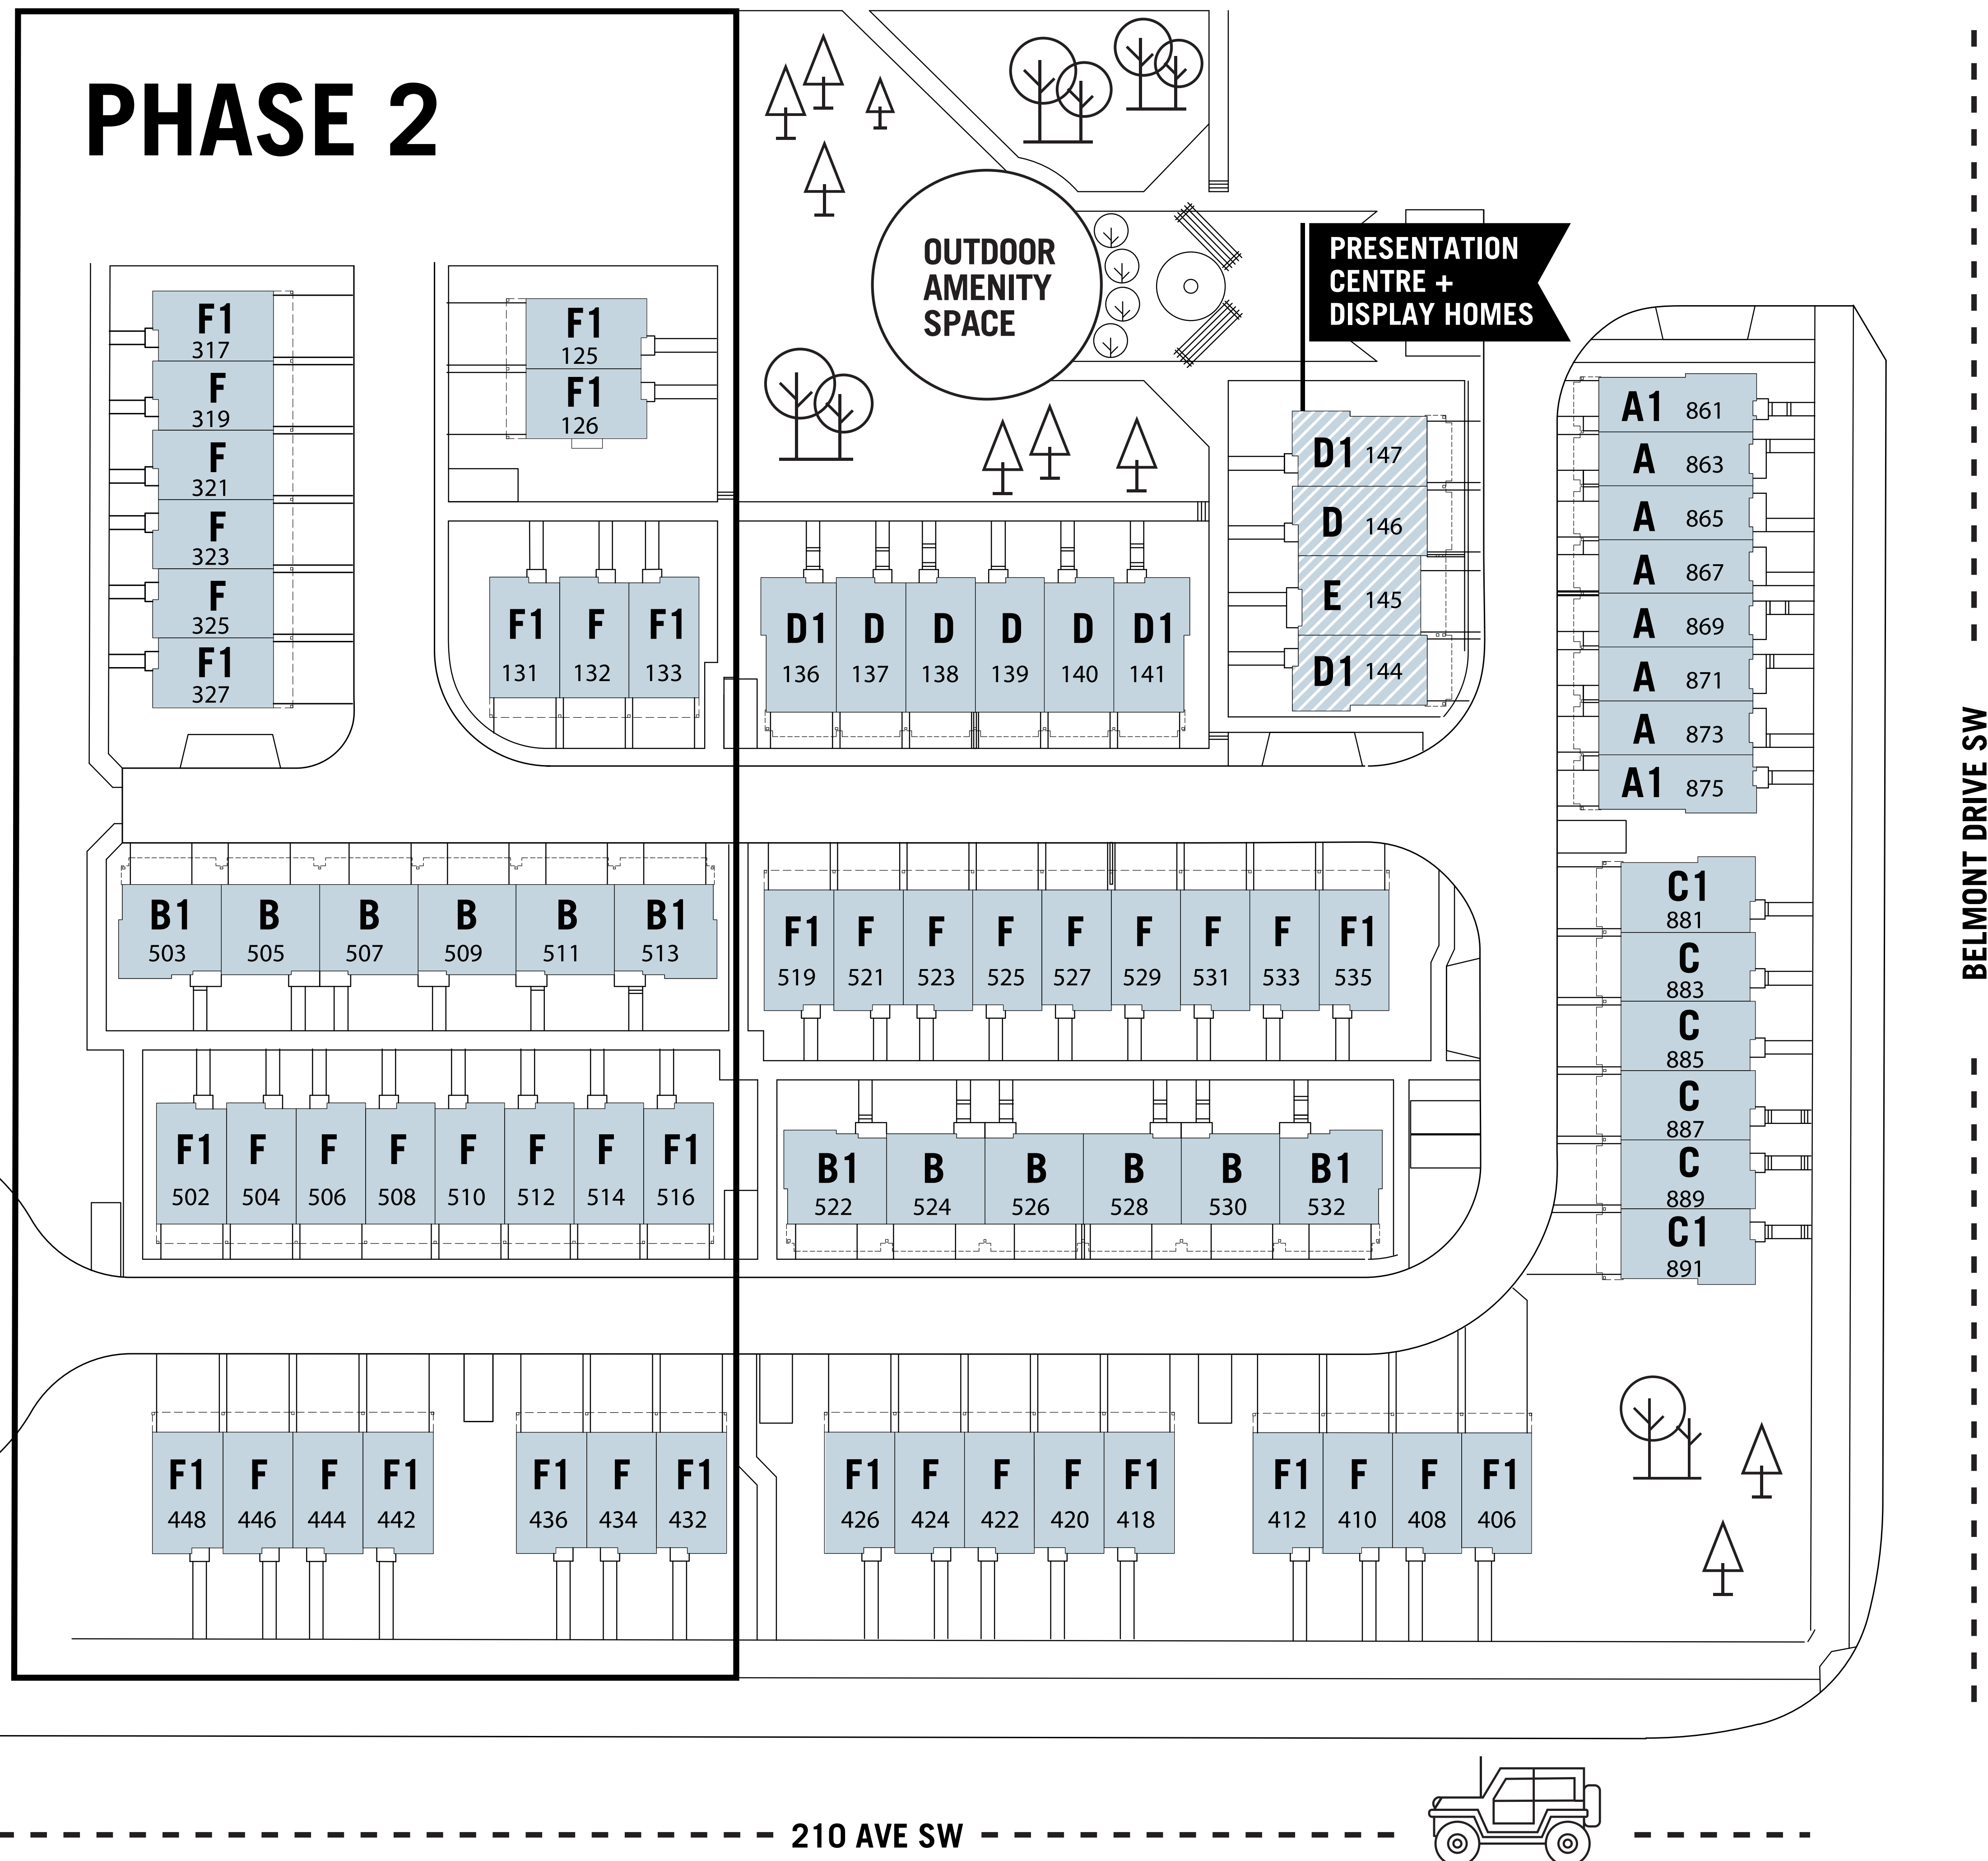 PHASE 2
OUTDOOR
AMENITY
SPACE
PRESENTATION
CENTRE +
DISPLAY HOMES
F1
317
F
319
F
321
F
323
F
325
F1
327
F1
125
F1
126
F1 F F1
131 132 133
D1 D D D D D1
136 137 138 139 140 141
D1 147
D 146
E 145
D1 144
A1 861
A 863
A 865
A 867
A 869
A 871
A 873
A1 875
B1 B B B B B1
503 505 507 509 511 513
F1 F F F F F F F F1
519 521 523 525 527 529 531 533 535
C1
881
C
883
C
885
C
887
C
889
C1
891
F1 F F F F F F F1
502 504 506 508 510 512 514 516
B1 B B B B B1
522 524 526 528 530 532
F1 F F F1
448 446 444 442
F1 F F1
436 434 432
F1 F F F F1
426 424 422 420 418
F1 F F F1
412 410 408 406
BELMONT DRIVE SW
210 AVE SW